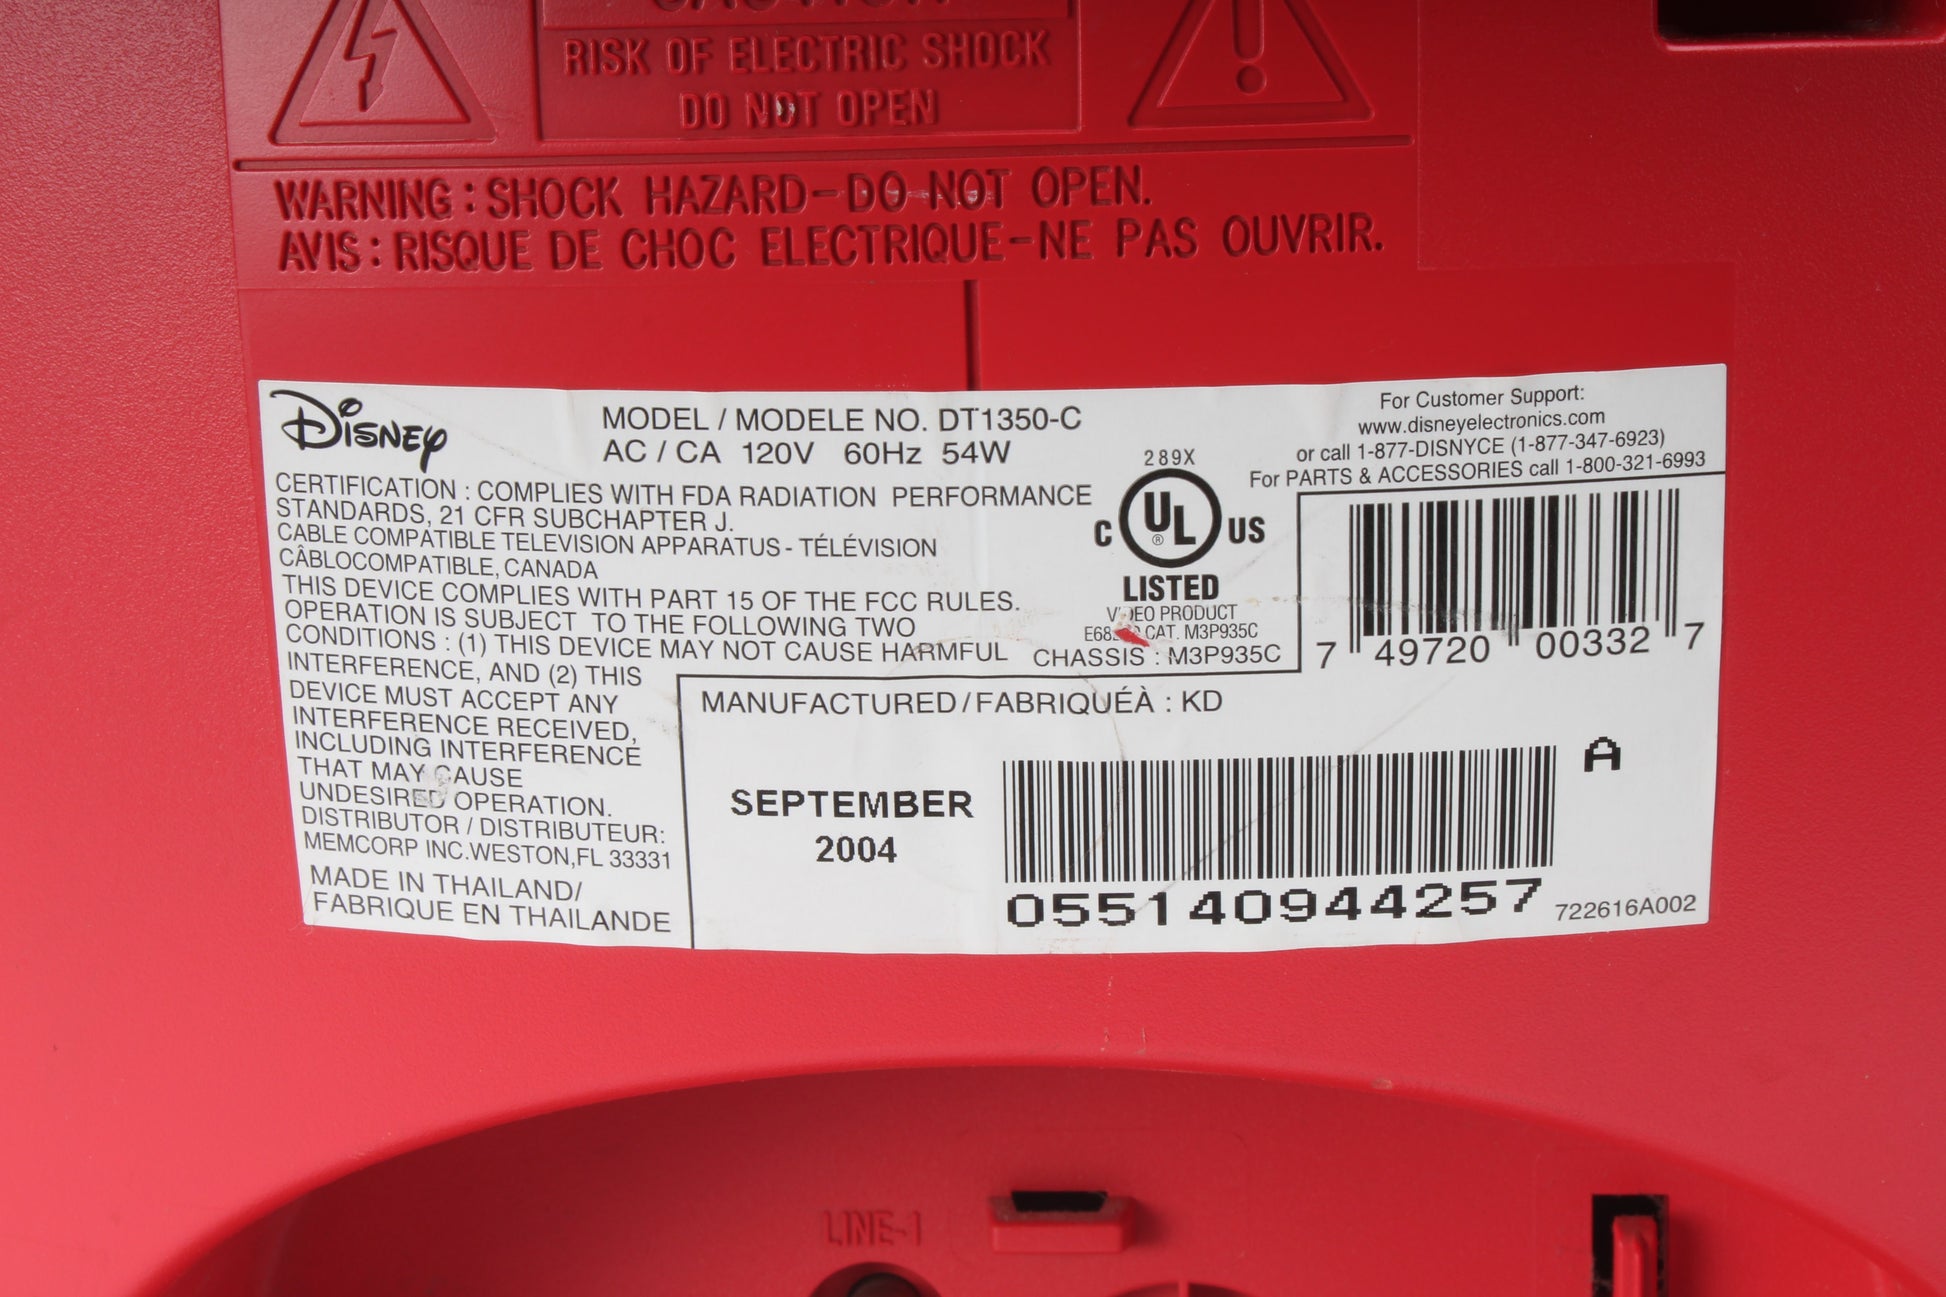 CAUTION
RISK OF ELECTRIC SHOCK
DO NOT OPEN
WARNING : SHOCK HAZARD-DO NOT OPEN.
AVIS : RISQUE DE CHOC ELECTRIQUE-NE PAS OUVRIR.
Disney
MODEL / MODELE NO. DT1350-C
AC / CA 120V 60Hz 54W
For Customer Support:
www.disneyelectronics.com
or call 1-877-DISNYCE (1-877-347-6923)
For PARTS & ACCESSORIES call 1-800-321-6993
CERTIFICATION : COMPLIES WITH FDA RADIATION PERFORMANCE
STANDARDS, 21 CFR SUBCHAPTER J.
CABLE COMPATIBLE TELEVISION APPARATUS - TÉLÉVISION
CÂBLOCOMPATIBLE, CANADA
THIS DEVICE COMPLIES WITH PART 15 OF THE FCC RULES.
OPERATION IS SUBJECT TO THE FOLLOWING TWO
CONDITIONS : (1) THIS DEVICE MAY NOT CAUSE HARMFUL
INTERFERENCE, AND (2) THIS
DEVICE MUST ACCEPT ANY
INTERFERENCE RECEIVED,
INCLUDING INTERFERENCE
THAT MAY CAUSE
UNDESIRED OPERATION.
DISTRIBUTOR / DISTRIBUTEUR:
MEMCORP INC.WESTON,FL 33331
MADE IN THAILAND/
FABRIQUE EN THAILANDE
289X
C UL ® US
LISTED
VIDEO PRODUCT
CAT. M3P935C
CHASSIS : M3P935C
7 49720 00332 7
MANUFACTURED/FABRIQUÉÀ : KD
SEPTEMBER
2004
A
055140944257
722616A002
LINE-1